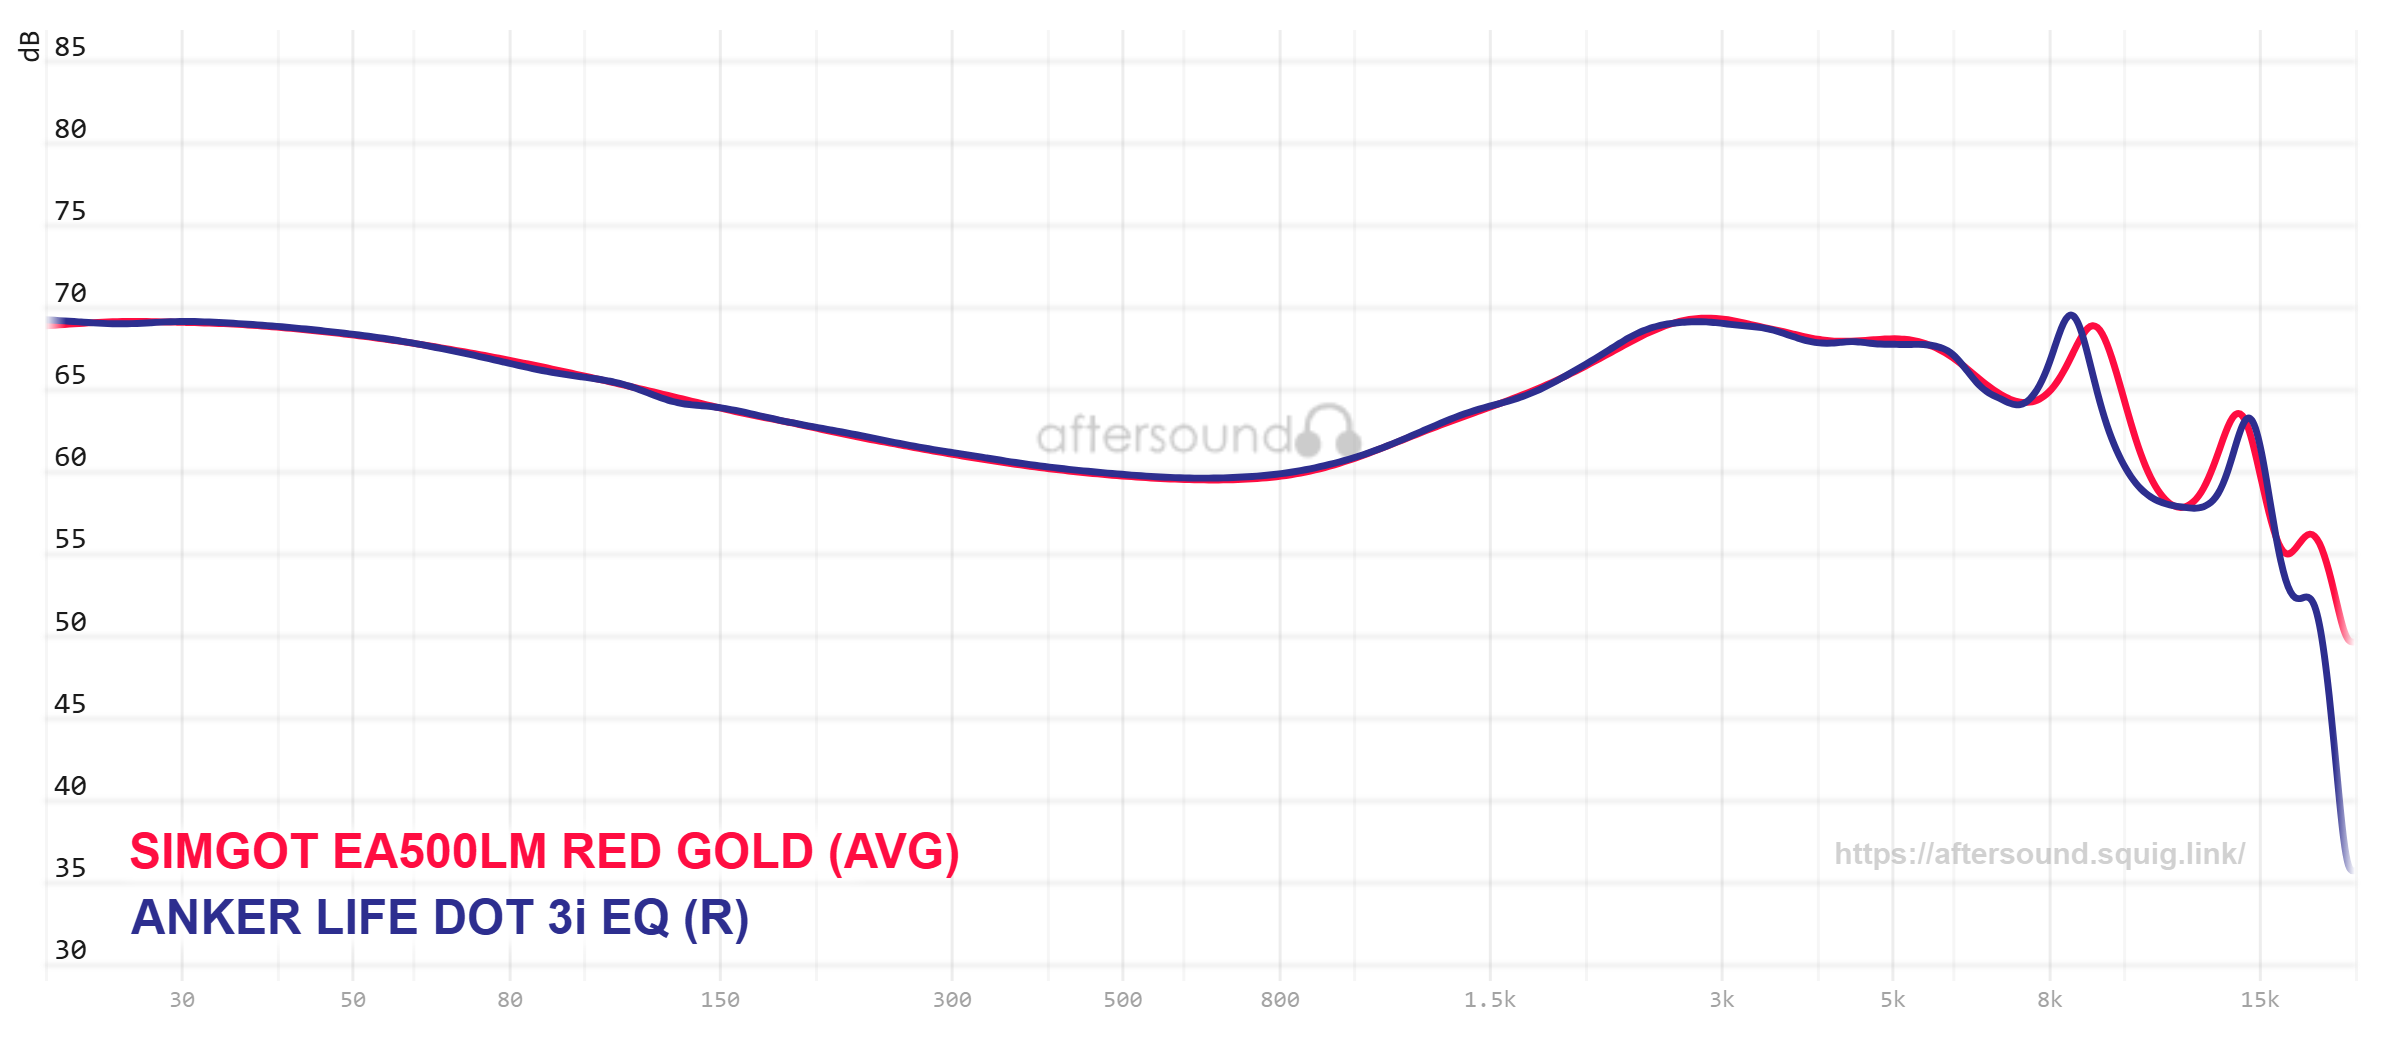 dB
85
80
75
70
65
60
55
50
45
40
35
30
aftersound
SIMGOT EA500LM RED GOLD (AVG)
ANKER LIFE DOT 3i EQ (R)
https://aftersound.squig.link/
30 50 80 150 300 500 800 1.5k 3k 5k 8k 15k